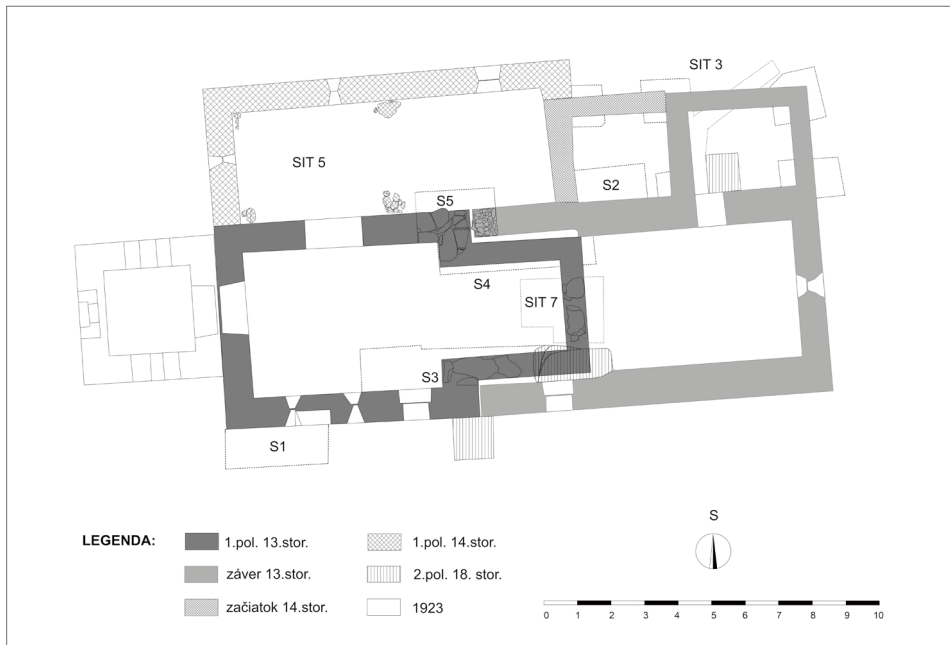 SIT 3
SIT 5
S2
S5
S4
SIT 7
S3
S1
S
LEGENDA:
1.pol. 13.stor.
1.pol. 14.stor.
záver 13.stor.
2.pol. 18. stor.
začiatok 14.stor.
1923
0 1 2 3 4 5 6 7 8 9 10